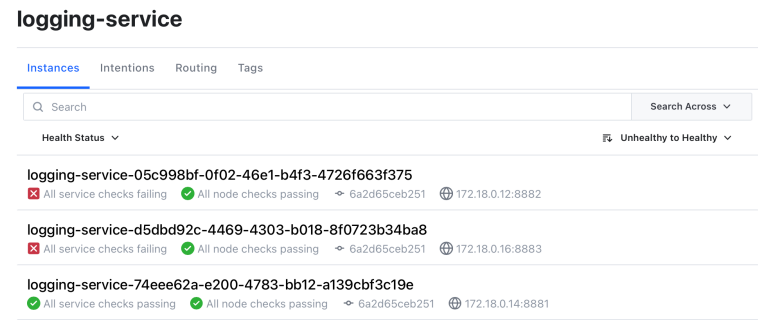 logging-service
Instances Intentions Routing Tags
Search Search Across
Health Status Unhealthy to Healthy
logging-service-05c998bf-0f02-46e1-b4f3-4726f663f375
All service checks failing All node checks passing 6a2d65ceb251 172.18.0.12:8882
logging-service-d5dbd92c-4469-4303-b018-8f0723b34ba8
All service checks failing All node checks passing 6a2d65ceb251 172.18.0.16:8883
logging-service-74eee62a-e200-4783-bb12-a139cbf3c19e
All service checks passing All node checks passing 6a2d65ceb251 172.18.0.14:8881